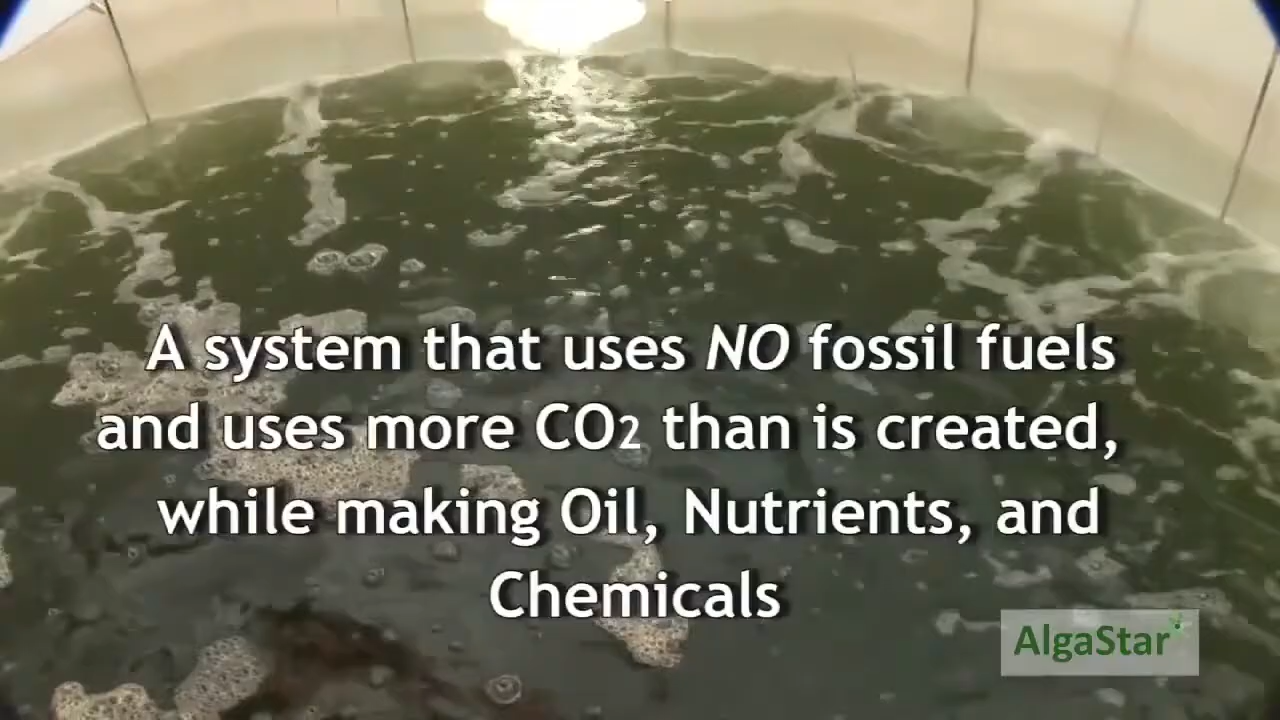 A system that uses NO fossil fuels
and uses more CO2 than is created,
while making Oil, Nutrients, and
Chemicals
AlgaStar